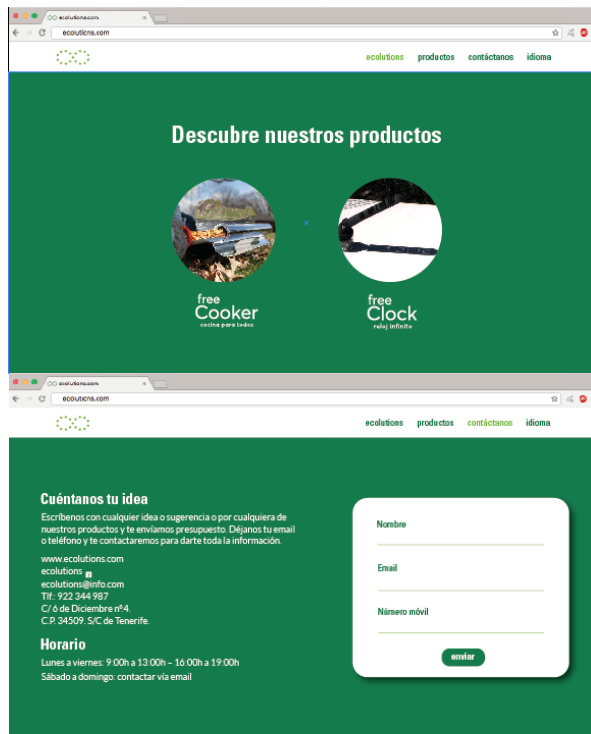 ecolutions.com
ecoluticns.com
ecolutions productos contáctanos idioma
Descubre nuestros productos
free
Cooker
cocina para todos
free
Clock
reloj infinito
ecolutions.com
ecoluticns.com
ecolutions productos contáctanos idioma
Cuéntanos tu idea
Escríbenos con cualquier idea o sugerencia o por cualquiera de
nuestros productos y te envíamos presupuesto. Déjanos tu email
o teléfono y te contactaremos para darte toda la información.
www.ecolutions.com
ecolutions
ecolutions@info.com
Tlf.: 922 344 987
C/ 6 de Diciembre nº4.
C.P. 34509. S/C de Tenerife.
Horario
Lunes a viernes: 9:00h a 13:00h – 16:00h a 19:00h
Sábado a domingo: contactar vía email
Nombre
Email
Número móvil
enviar